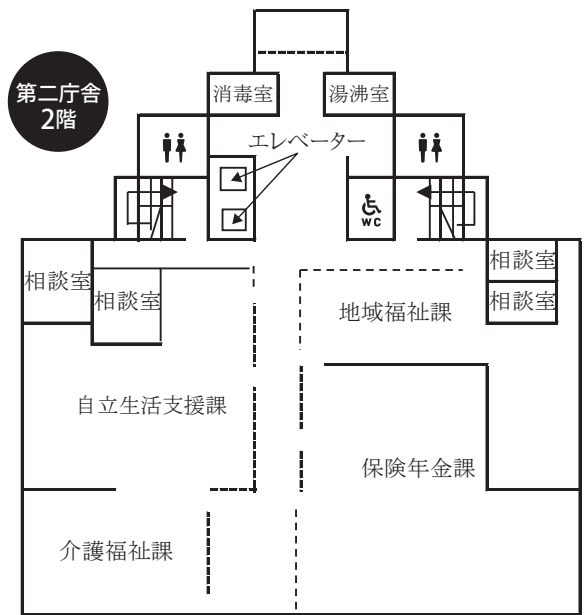 第二庁舎
2階
消毒室
湯沸室
エレベーター
WC
相談室
相談室
相談室
相談室
地域福祉課
自立生活支援課
保険年金課
介護福祉課